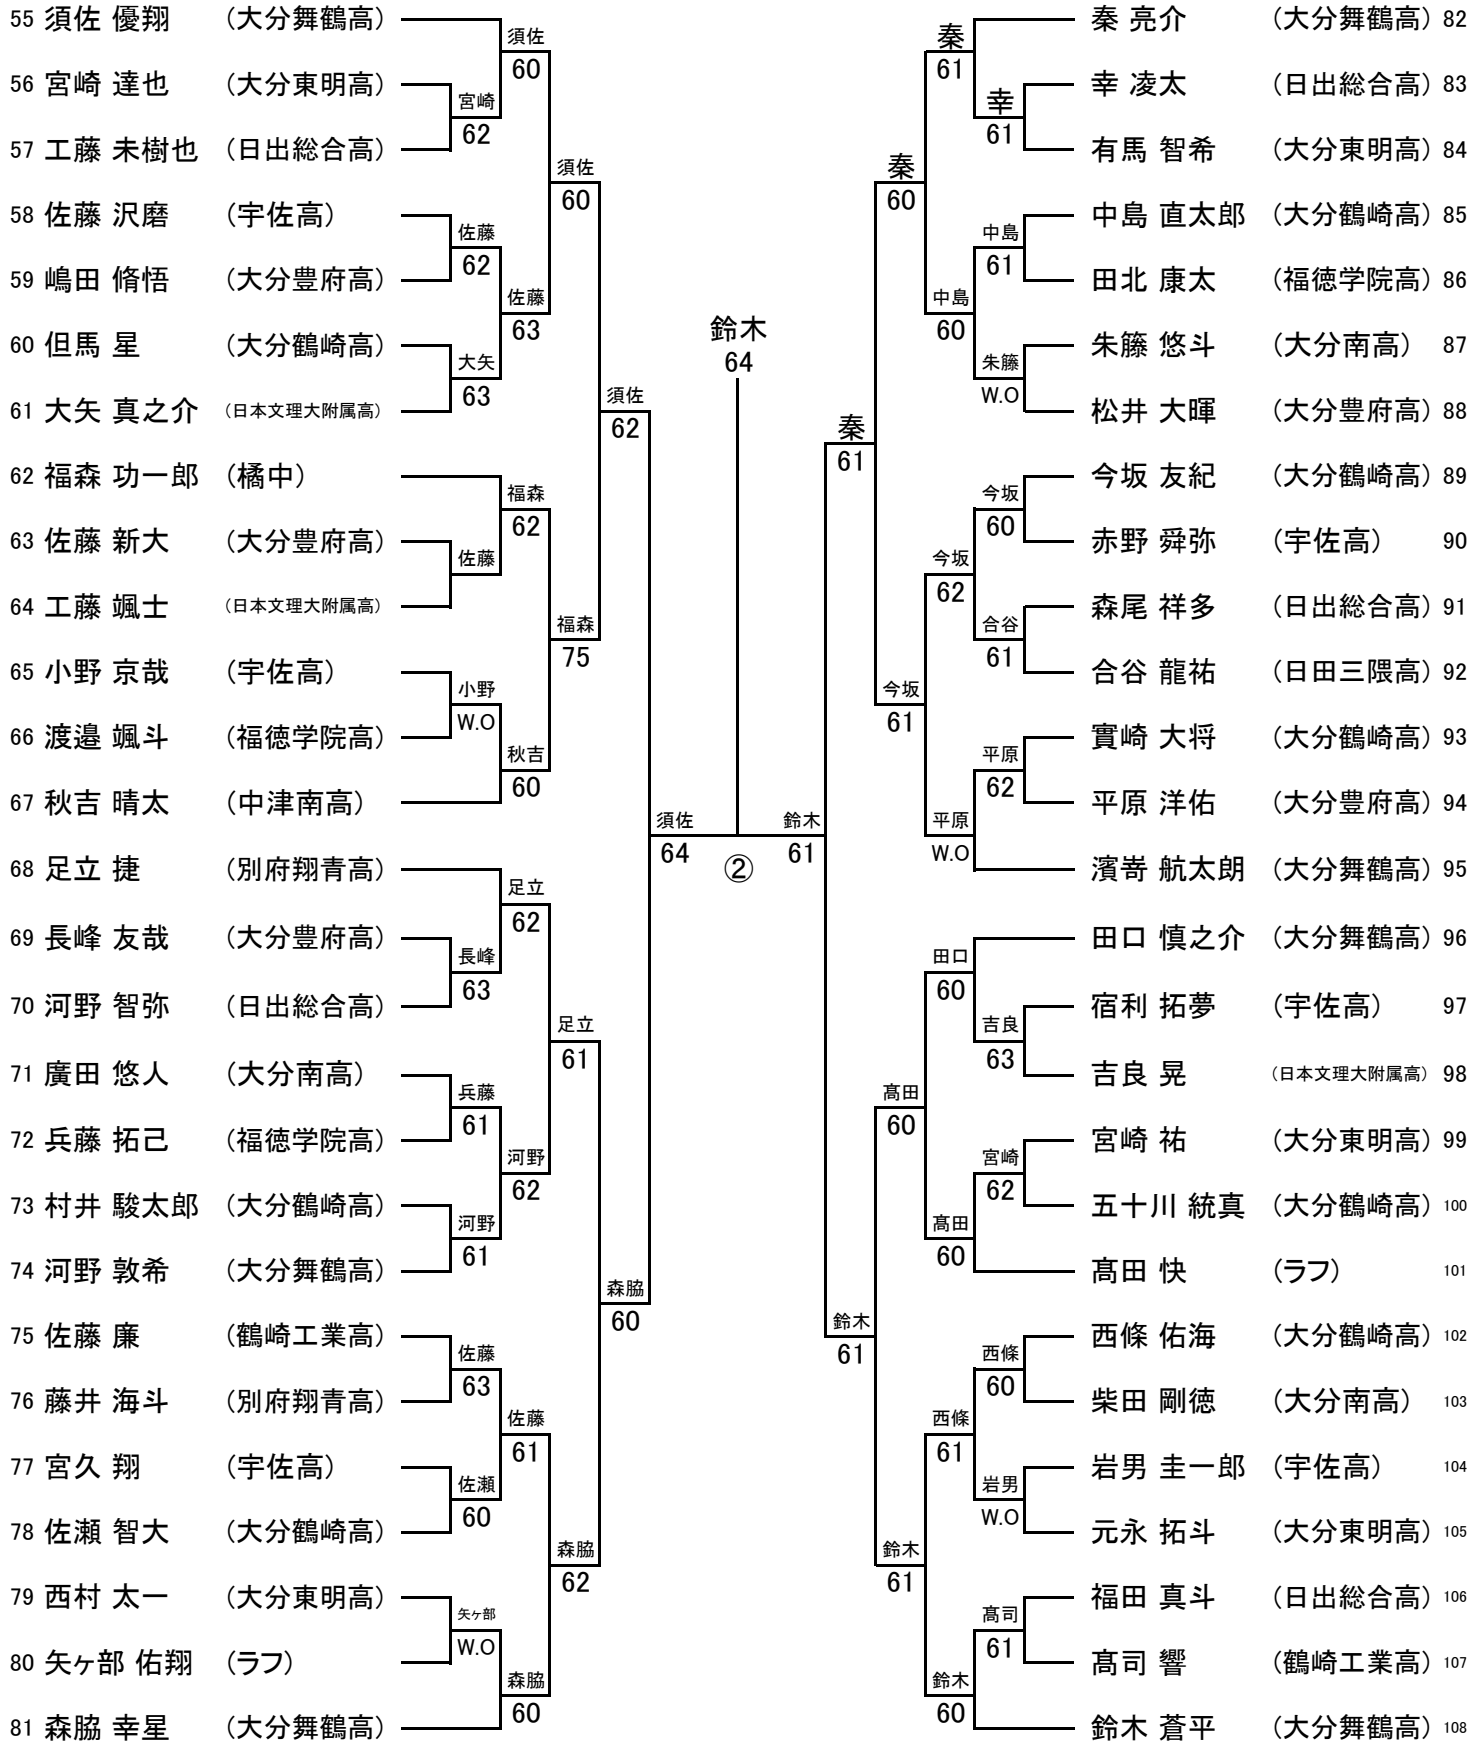 55 須佐 優翔 (大分舞鶴高)
56 宮崎 達也 (大分東明高)
57 工藤 未樹也 (日出総合高)
58 佐藤 沢磨 (宇佐高)
59 嶋田 脩悟 (大分豊府高)
60 但馬 星 (大分鶴崎高)
61 大矢 真之介 (日本文理大附属高)
62 福森 功一郎 (橘中)
63 佐藤 新大 (大分豊府高)
64 工藤 颯士 (日本文理大附属高)
65 小野 京哉 (宇佐高)
66 渡邉 颯斗 (福徳学院高)
67 秋吉 晴太 (中津南高)
68 足立 捷 (別府翔青高)
69 長峰 友哉 (大分豊府高)
70 河野 智弥 (日出総合高)
71 廣田 悠人 (大分南高)
72 兵藤 拓己 (福徳学院高)
73 村井 駿太郎 (大分鶴崎高)
74 河野 敦希 (大分舞鶴高)
75 佐藤 廉 (鶴崎工業高)
76 藤井 海斗 (別府翔青高)
77 宮久 翔 (宇佐高)
78 佐瀬 智大 (大分鶴崎高)
79 西村 太一 (大分東明高)
80 矢ヶ部 佑翔 (ラフ)
81 森脇 幸星 (大分舞鶴高)
宮崎
62
佐藤
62
大矢
63
佐藤
小野
W.O
長峰
63
兵藤
61
河野
61
佐藤
63
佐瀬
60
矢ヶ部
W.O
須佐
60
佐藤
63
福森
62
秋吉
60
足立
62
河野
62
佐藤
61
森脇
60
須佐
60
福森
75
足立
61
森脇
62
須佐
62
森脇
60
須佐
64
鈴木
64
②
鈴木
61
秦
61
鈴木
61
秦
60
今坂
61
髙田
60
鈴木
61
秦
61
中島
60
今坂
62
平原
W.O
田口
60
髙田
60
西條
61
鈴木
60
幸
61
中島
61
朱籐
W.O
今坂
60
合谷
61
平原
62
吉良
63
宮崎
62
西條
60
岩男
W.O
髙司
61
秦 亮介 (大分舞鶴高) 82
幸 凌太 (日出総合高) 83
有馬 智希 (大分東明高) 84
中島 直太郎 (大分鶴崎高) 85
田北 康太 (福徳学院高) 86
朱籐 悠斗 (大分南高) 87
松井 大暉 (大分豊府高) 88
今坂 友紀 (大分鶴崎高) 89
赤野 舜弥 (宇佐高) 90
森尾 祥多 (日出総合高) 91
合谷 龍祐 (日田三隈高) 92
實崎 大将 (大分鶴崎高) 93
平原 洋佑 (大分豊府高) 94
濱嵜 航太朗 (大分舞鶴高) 95
田口 慎之介 (大分舞鶴高) 96
宿利 拓夢 (宇佐高) 97
吉良 晃 (日本文理大附属高) 98
宮崎 祐 (大分東明高) 99
五十川 統真 (大分鶴崎高) 100
髙田 快 (ラフ) 101
西條 佑海 (大分鶴崎高) 102
柴田 剛徳 (大分南高) 103
岩男 圭一郎 (宇佐高) 104
元永 拓斗 (大分東明高) 105
福田 真斗 (日出総合高) 106
髙司 響 (鶴崎工業高) 107
鈴木 蒼平 (大分舞鶴高) 108